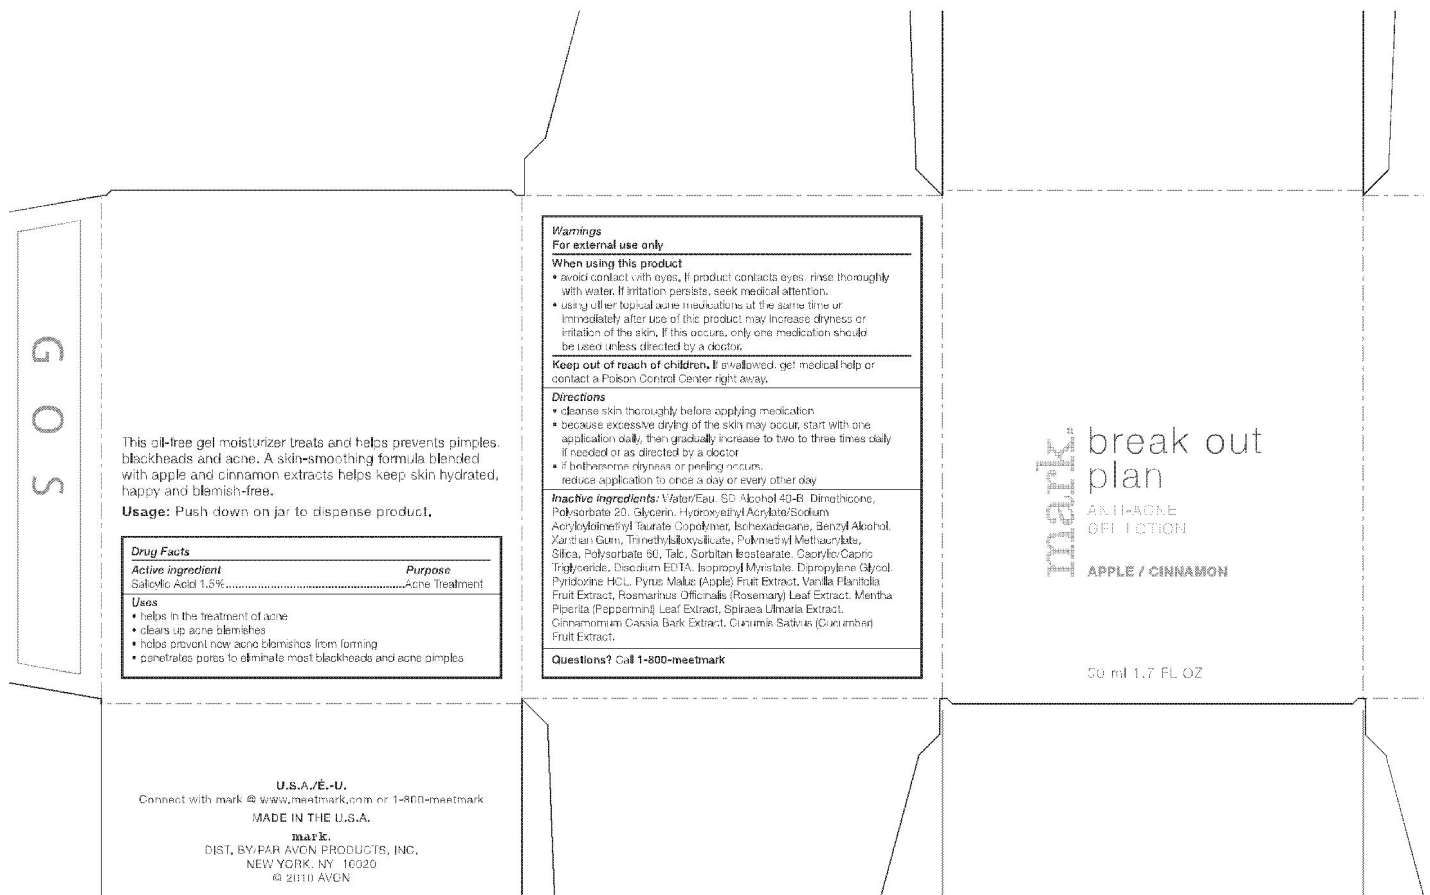 G O S
This oil-free gel moisturizer treats and helps prevents pimples,
blackheads and acne. A skin-smoothing formula blended
with apple and cinnamon extracts helps keep skin hydrated,
happy and blemish-free.
Usage: Push down on jar to dispense product.
Drug Facts
Active ingredient Purpose
Salicylic Acid 1.5%..........................................Acne Treatment
Uses
• helps in the treatment of acne
• clears up acne blemishes
• helps prevent new acne blemishes from forming
• penetrates pores to eliminate most blackheads and acne pimples
U.S.A./É.-U.
Connect with mark @ www.meetmark.com or 1-800-meetmark
MADE IN THE U.S.A.
mark.
DIST. BY/PAR AVON PRODUCTS, INC.
NEW YORK, NY 10020
© 2010 AVON
Warnings
For external use only
When using this product
• avoid contact with eyes. If product contacts eyes, rinse thoroughly
with water. If irritation persists, seek medical attention.
• using other topical acne medications at the same time or
immediately after use of this product may increase dryness or
irritation of the skin. If this occurs, only one medication should
be used unless directed by a doctor.
Keep out of reach of children. If swallowed, get medical help or
contact a Poison Control Center right away.
Directions
• cleanse skin thoroughly before applying medication
• because excessive drying of the skin may occur, start with one
application daily, then gradually increase to two to three times daily
if needed or as directed by a doctor
• if bothersome dryness or peeling occurs,
reduce application to once a day or every other day
Inactive ingredients: Water/Eau, SD Alcohol 40-B, Dimethicone,
Polysorbate 20, Glycerin, Hydroxyethyl Acrylate/Sodium
Acryloyldimethyl Taurate Copolymer, Isohexadecane, Benzyl Alcohol,
Xanthan Gum, Trimethylsiloxysilicate, Polymethyl Methacrylate,
Silica, Polysorbate 60, Talc, Sorbitan Isostearate, Caprylic/Capric
Triglyceride, Disodium EDTA, Isopropyl Myristate, Dipropylene Glycol,
Pyridoxine HCL, Pyrus Malus (Apple) Fruit Extract, Vanilla Planifolia
Fruit Extract, Rosmarinus Officinalis (Rosemary) Leaf Extract, Mentha
Piperita (Peppermint) Leaf Extract, Spiraea Ulmaria Extract,
Cinnamomum Cassia Bark Extract, Cucumis Sativus (Cucumber)
Fruit Extract.
Questions? Call 1-800-meetmark
mark.
break out
plan
ANTI-ACNE
GEL LOTION
APPLE / CINNAMON
50 ml 1.7 FL OZ